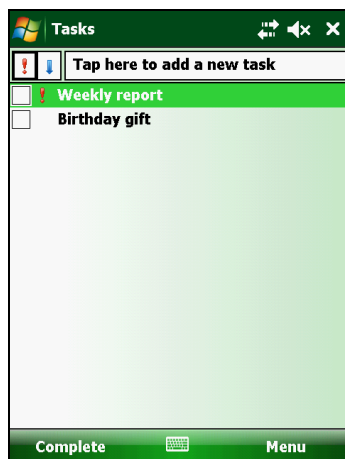 Tasks
Tap here to add a new task
Weekly report
Birthday gift
Complete
Menu